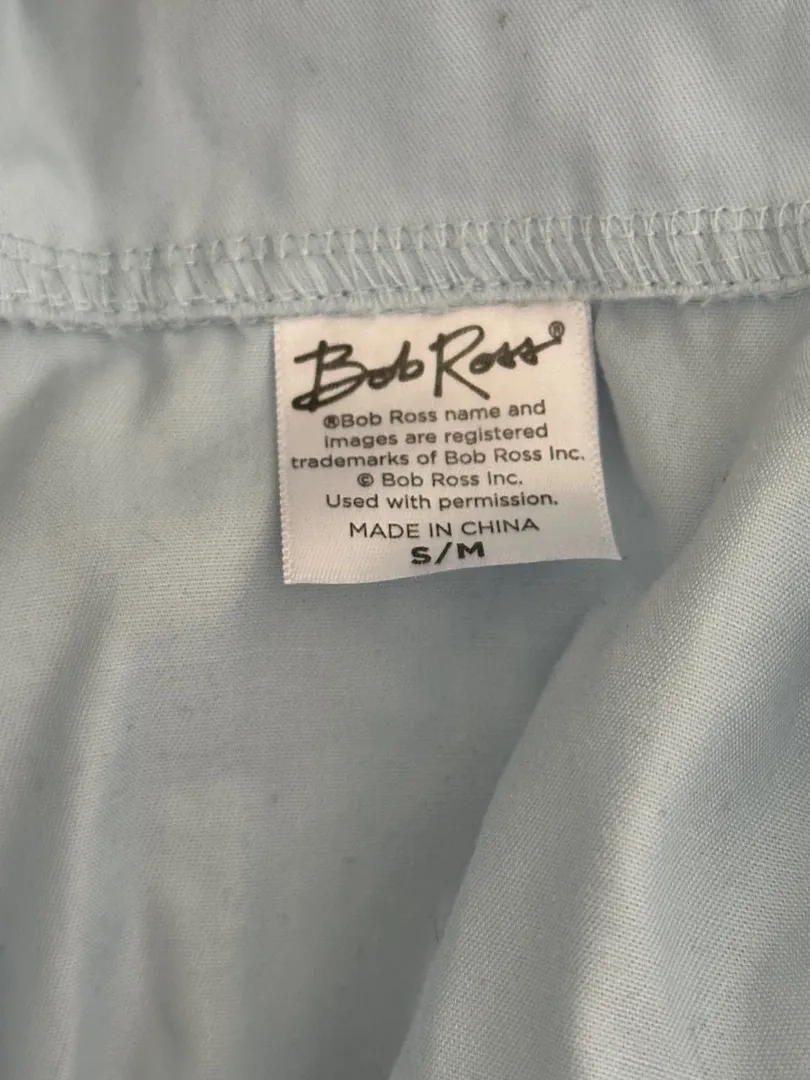 Bob Ross®
®Bob Ross name and
images are registered
trademarks of Bob Ross Inc.
© Bob Ross Inc.
Used with permission.
MADE IN CHINA
S/M